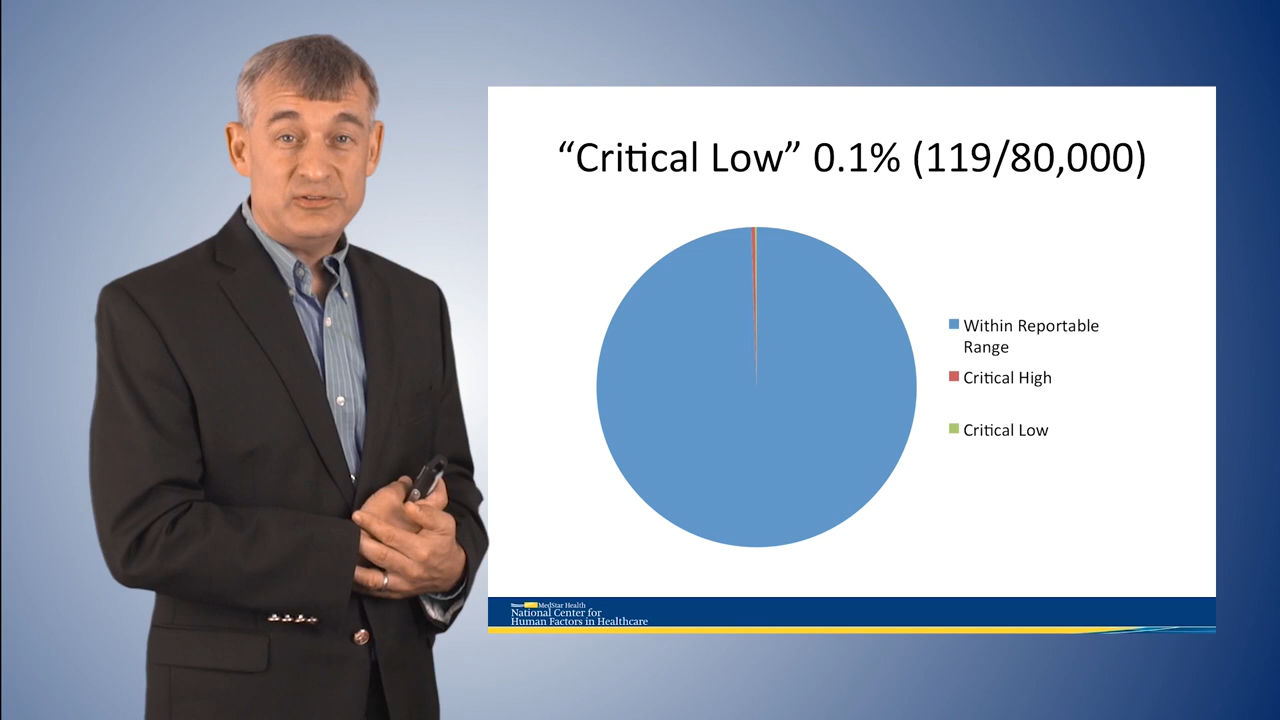 “Critical Low” 0.1% (119/80,000)
Within Reportable
Range
Critical High
Critical Low
MedStar Health
National Center for
Human Factors in Healthcare